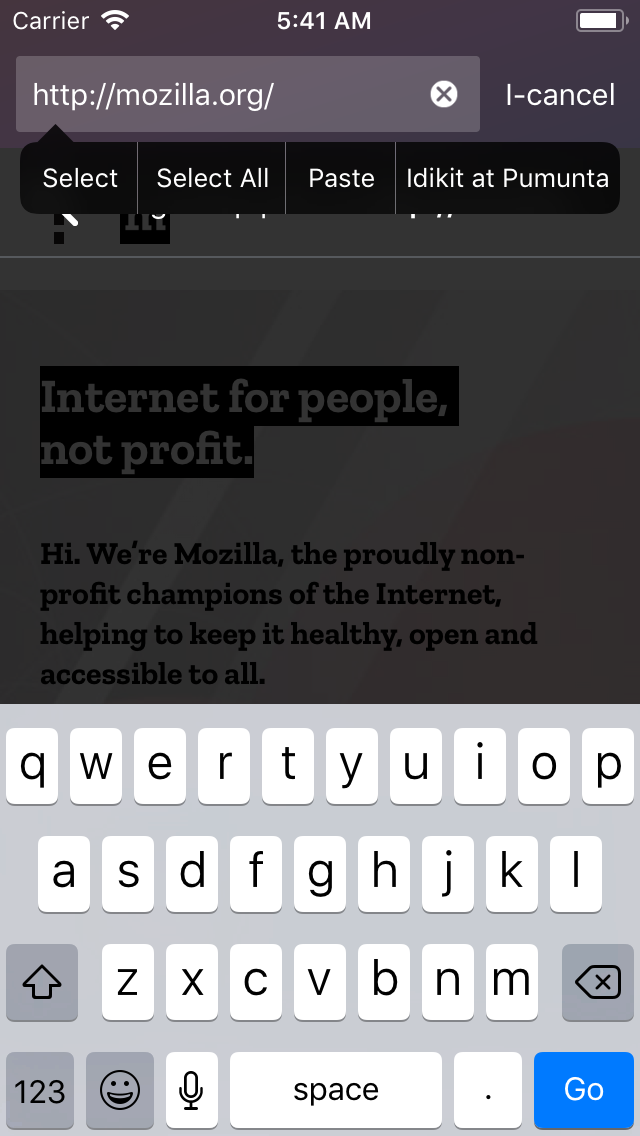 Carrier 5:41 AM
http://mozilla.org/ I-cancel
Select Select All Paste Idikit at Pumunta
Internet for people,
not profit.
Hi. We’re Mozilla, the proudly non-
profit champions of the Internet,
helping to keep it healthy, open and
accessible to all.
q w e r t y u i o p
a s d f g h j k l
z x c v b n m
123 space . Go